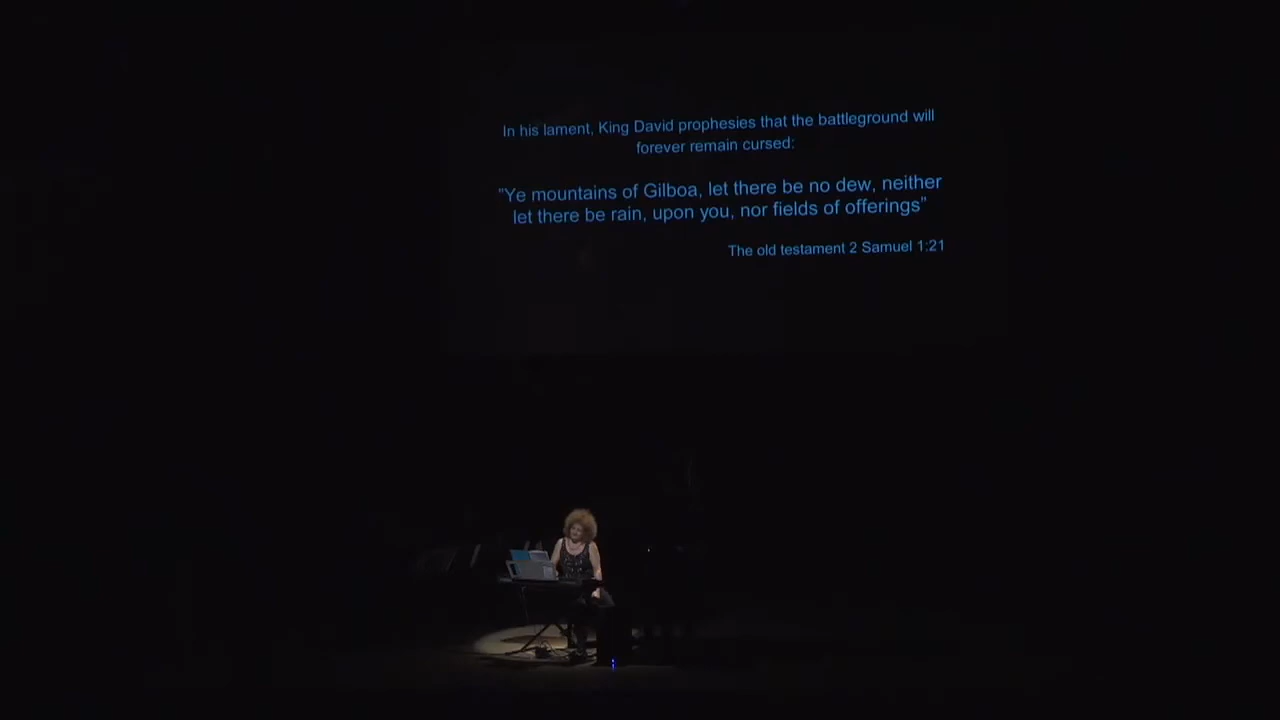 In his lament, King David prophesies that the battleground will
forever remain cursed:
"Ye mountains of Gilboa, let there be no dew, neither
let there be rain, upon you, nor fields of offerings"
The old testament 2 Samuel 1:21